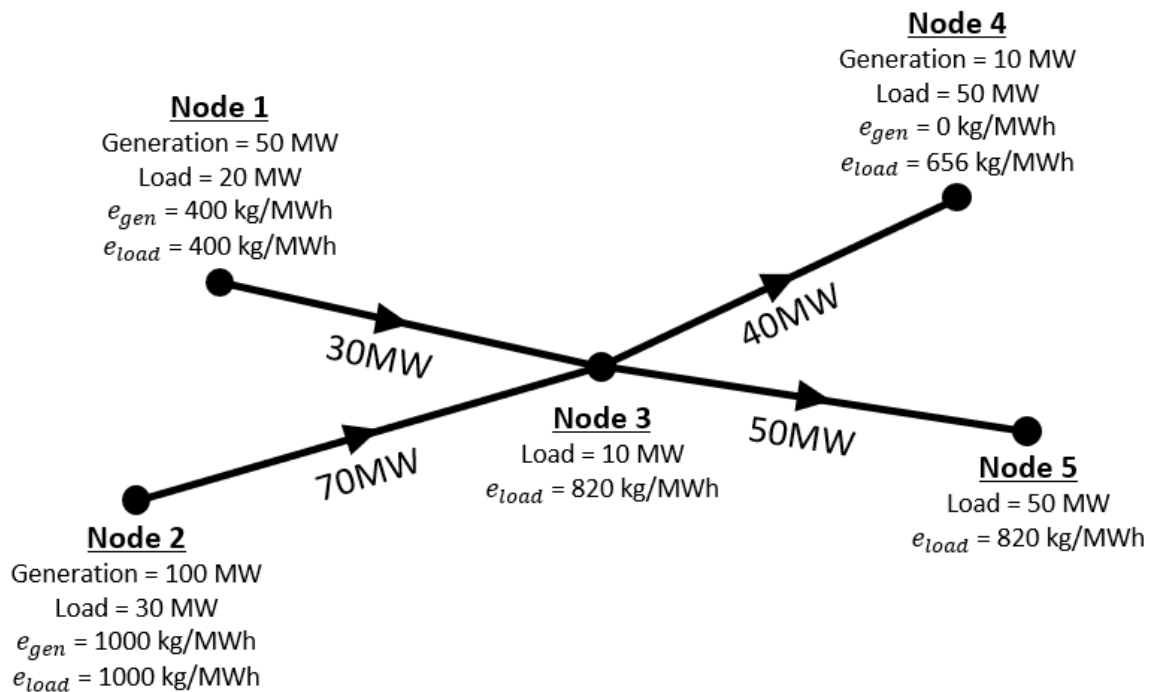 Node 4
Generation = 10 MW
Load = 50 MW
e_gen = 0 kg/MWh
e_load = 656 kg/MWh
Node 1
Generation = 50 MW
Load = 20 MW
e_gen = 400 kg/MWh
e_load = 400 kg/MWh
30MW
40MW
70MW
50MW
Node 3
Load = 10 MW
e_load = 820 kg/MWh
Node 5
Load = 50 MW
e_load = 820 kg/MWh
Node 2
Generation = 100 MW
Load = 30 MW
e_gen = 1000 kg/MWh
e_load = 1000 kg/MWh